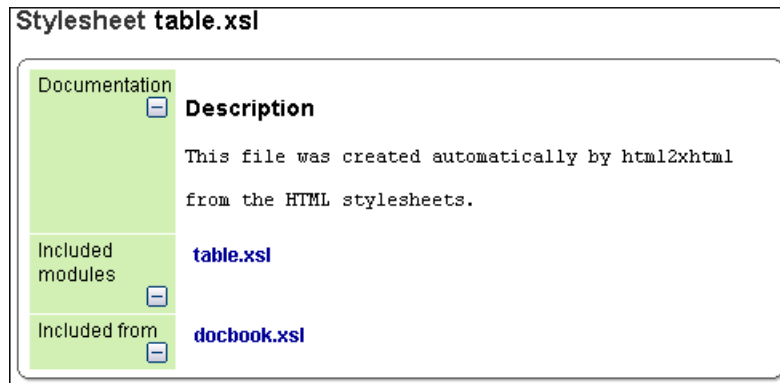 Stylesheet table.xsl
Documentation
Description
This file was created automatically by html2xhtml
from the HTML stylesheets.
Included
modules
table.xsl
Included from
docbook.xsl